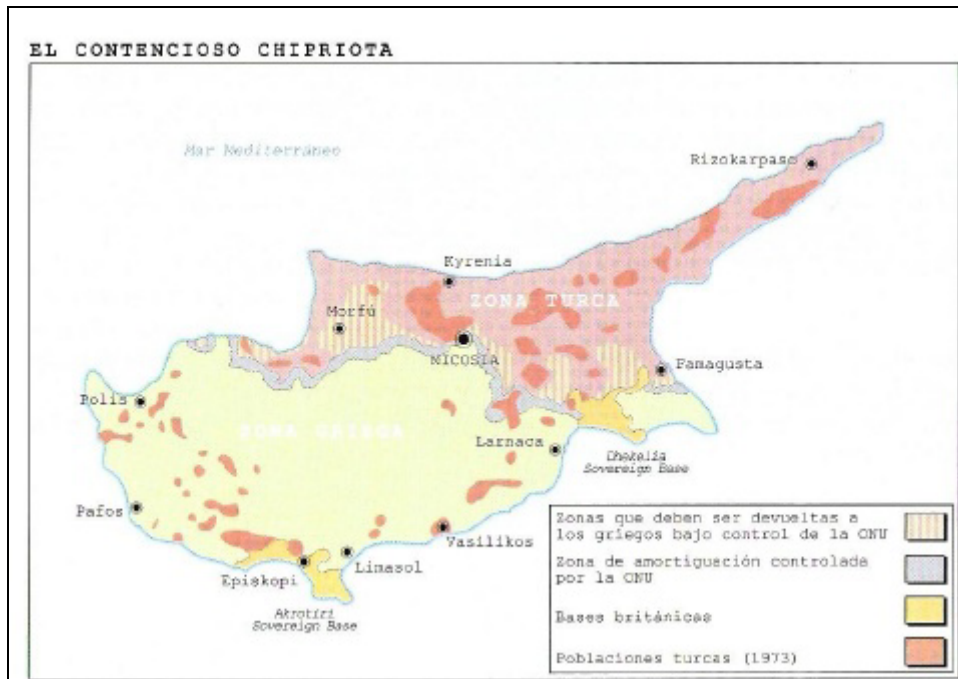 EL CONTENCIOSO CHIPRIOTA
Mar Mediterráneo
Rizokarpaso
Kyrenia
ZONA TURCA
Morfú
NICOSIA
Famagusta
Polis
ZONA GRIEGA
Larnaca
Dhekelia
Sovereign Base
Pafos
Vasilikos
Limasol
Episkopi
Akrotiri
Sovereign Base
Zonas que deben ser devueltas a
los griegos bajo control de la ONU
Zona de amortiguación controlada
por la ONU
Bases británicas
Poblaciones turcas (1973)